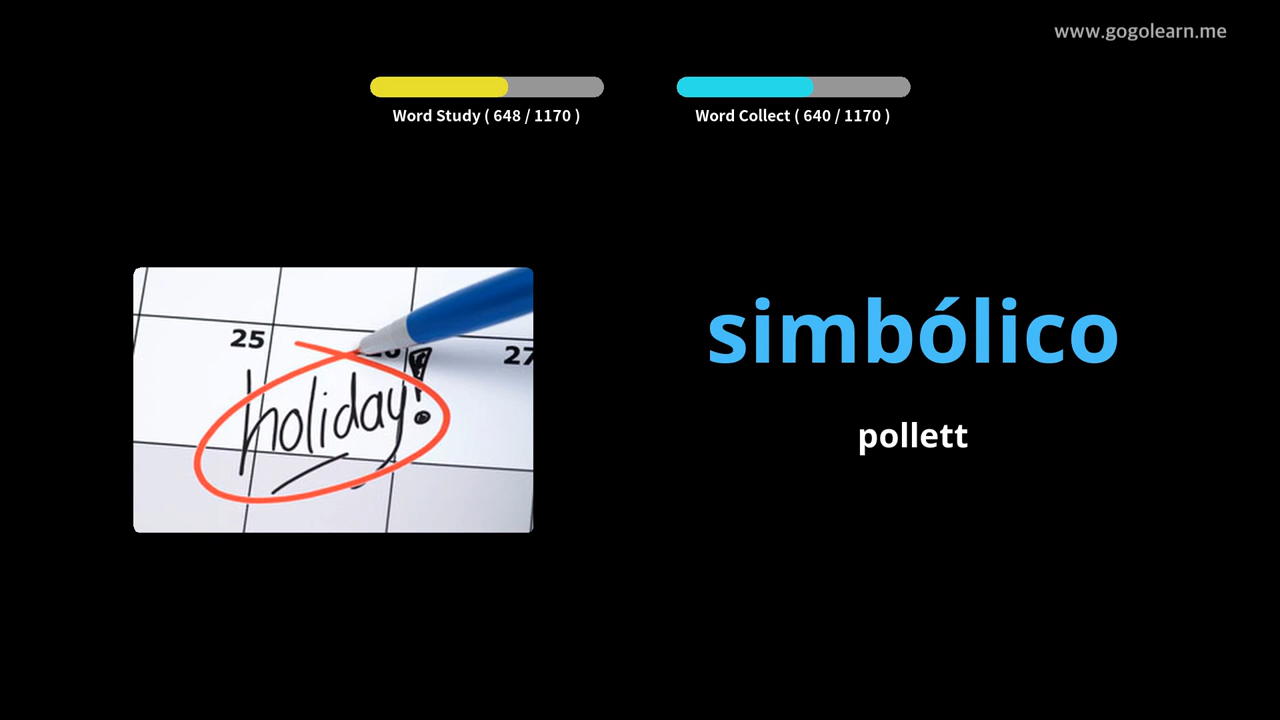 www.gogolearn.me
Word Study ( 648 / 1170 )
Word Collect ( 640 / 1170 )
25
27
holiday!
simbólico
pollett